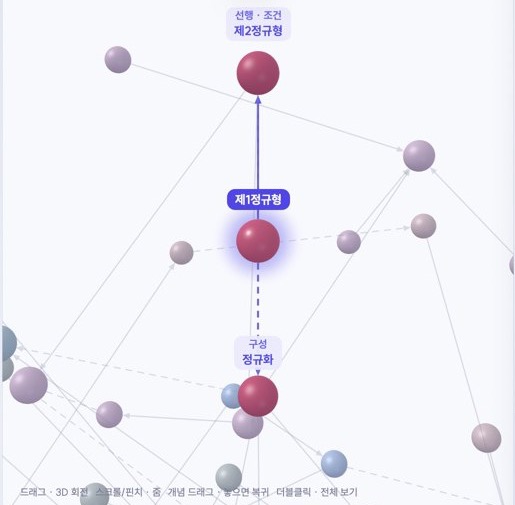 선행 · 조건
제2정규형
제1정규형
구성
정규화
드래그 · 3D 회전 스크롤/핀치 · 줌 개념 드래그 · 놓으면 복귀 더블클릭 · 전체 보기